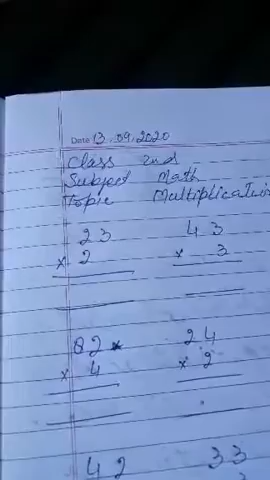 Date 13.09.2020
Class 2nd
Subject Math
Topic Multiplication
23 43
× 2 × 3
82 24
× 4 × 2
42 33